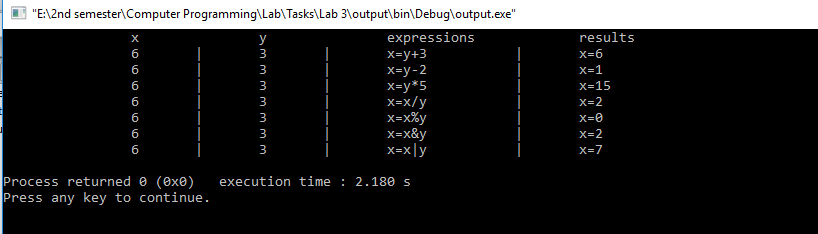 "E:\2nd semester\Computer Programming\Lab\Tasks\Lab 3\output\bin\Debug\output.exe"
x y expressions results
6 | 3 | x=y+3 | x=6
6 | 3 | x=y-2 | x=1
6 | 3 | x=y*5 | x=15
6 | 3 | x=x/y | x=2
6 | 3 | x=x%y | x=0
6 | 3 | x=x&y | x=2
6 | 3 | x=x|y | x=7
Process returned 0 (0x0) execution time : 2.180 s
Press any key to continue.